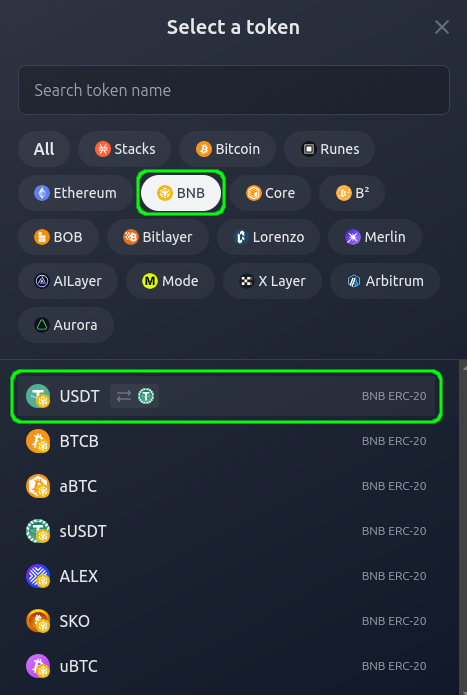 Select a token
Search token name
All Stacks Bitcoin Runes
Ethereum BNB Core B²
BOB Bitlayer Lorenzo Merlin
AILayer M Mode X Layer Arbitrum
Aurora
USDT BNB ERC-20
BTCB BNB ERC-20
aBTC BNB ERC-20
sUSDT BNB ERC-20
ALEX BNB ERC-20
SKO BNB ERC-20
uBTC BNB ERC-20